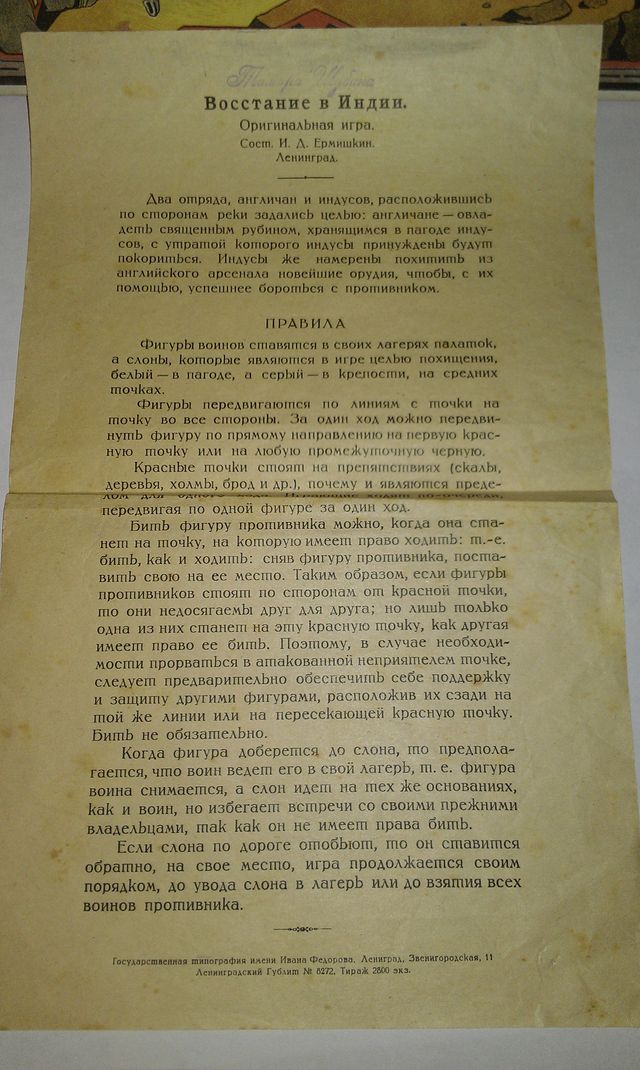 Восстание в Индии.
Оригинальная игра.
Сост. И. Д. Ермишкин.
Ленинград.
Два отряда, англичан и индусов, расположившись
по сторонам реки задались целью: англичане — овла-
деть священным рубином, хранящимся в пагоде инду-
сов, с утратой которого индусы принуждены будут
покориться. Индусы же намерены похитить из
английского арсенала новейшие орудия, чтобы, с их
помощью, успешнее бороться с противником.
ПРАВИЛА
Фигуры воинов ставятся в своих лагерях палаток,
а слоны, которые являются в игре целью похищения,
белый — в пагоде, а серый — в крепости, на средних
точках.
Фигуры передвигаются по линиям с точки на
точку во все стороны. За один ход можно передви-
нуть фигуру по прямому направлению на первую крас-
ную точку или на любую промежуточную черную.
Красные точки стоят на препятствиях (скалы,
деревья, холмы, брод и др.), почему и являются преде-
лом для одного хода. Играющие ходят по-очереди,
передвигая по одной фигуре за один ход.
Бить фигуру противника можно, когда она ста-
нет на точку, на которую имеет право ходить: т.-е.
бить, как и ходить: сняв фигуру противника, поста-
вить свою на ее место. Таким образом, если фигуры
противников стоят по сторонам от красной точки,
то они недосягаемы друг для друга; но лишь только
одна из них станет на эту красную точку, как другая
имеет право ее бить. Поэтому, в случае необходи-
мости прорваться в атакованной неприятелем точке,
следует предварительно обеспечить себе поддержку
и защиту другими фигурами, расположив их сзади на
той же линии или на пересекающей красную точку.
Бить не обязательно.
Когда фигура доберется до слона, то предпола-
гается, что воин ведет его в свой лагерь, т. е. фигура
воина снимается, а слон идет на тех же основаниях,
как и воин, но избегает встречи со своими прежними
владельцами, так как он не имеет права бить.
Если слона по дороге отобьют, то он ставится
обратно, на свое место, игра продолжается своим
порядком, до увода слона в лагерь или до взятия всех
воинов противника.
Государственная типография имени Ивана Федорова. Лениград, Звенигородская, 11
Ленинградский Гублит № 8272. Тираж 2800 экз.